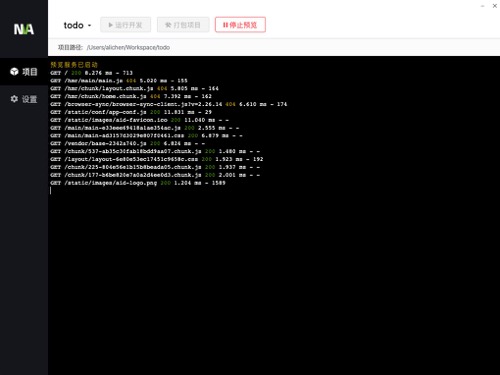 todo
运行开发
打包项目
停止预览
NA
项目路径: /Users/alichen/Workspace/todo
项目
设置
预览服务已启动
GET / 200 8.276 ms - 713
GET /hmr/main/main.js 404 5.020 ms - 155
GET /hmr/chunk/layout.chunk.js 404 5.805 ms - 164
GET /hmr/chunk/home.chunk.js 404 7.392 ms - 162
GET /browser-sync/browser-sync-client.js?v=2.26.14 404 6.610 ms - 174
GET /static/conf/app-conf.js 200 11.831 ms - 29
GET /static/images/aid-favicon.ico 200 11.040 ms - -
GET /main/main-e33eee69418a1ae354ac.js 200 2.555 ms - -
GET /main/main-ad3157d3029e807f0461.css 200 6.879 ms - -
GET /vendor/base-2342a740.js 200 6.826 ms - -
GET /chunk/537-ab35c30fab18bdd9aa07.chunk.js 200 1.480 ms - -
GET /layout/layout-6e80e53ec17451c9658c.css 200 1.923 ms - 192
GET /chunk/225-804e56e1b15b8beada05.chunk.js 200 1.937 ms - -
GET /chunk/177-b6be820e7a0a2d4ee0d3.chunk.js 200 2.001 ms - -
GET /static/images/aid-logo.png 200 1.204 ms - 1589